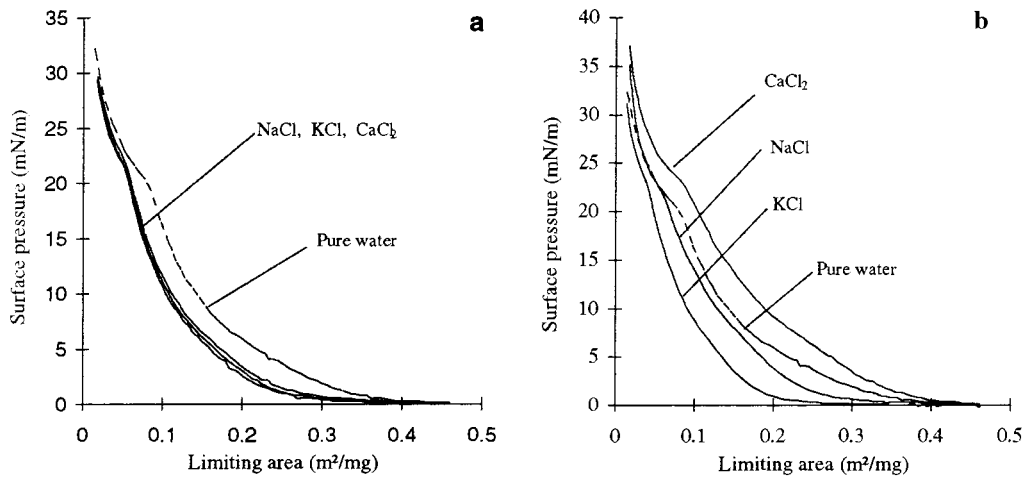 a
35
30
25
20
15
10
5
0
Surface pressure (mN/m)
NaCl, KCl, CaCl₂
Pure water
0 0.1 0.2 0.3 0.4 0.5
Limiting area (m²/mg)
b
40
35
30
25
20
15
10
5
0
Surface pressure (mN/m)
CaCl₂
NaCl
KCl
Pure water
0 0.1 0.2 0.3 0.4 0.5
Limiting area (m²/mg)